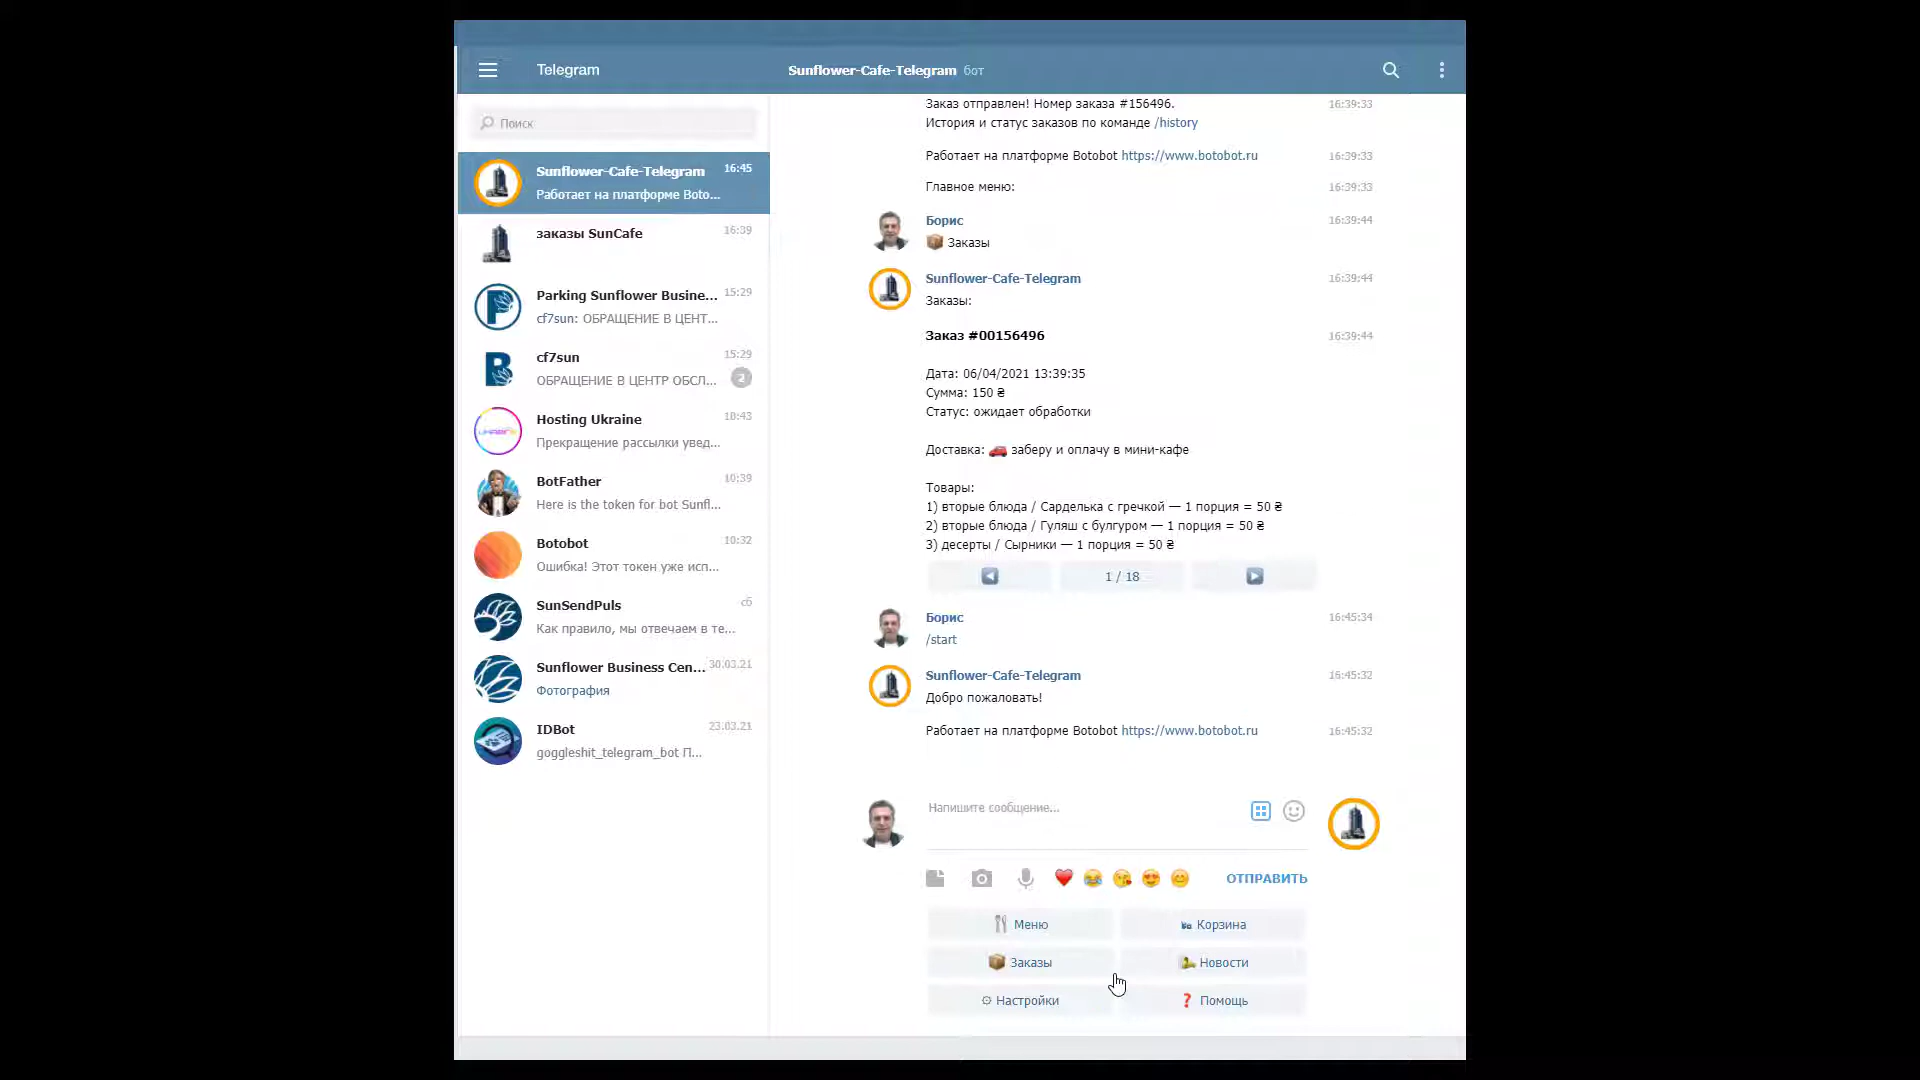 Telegram
Sunflower-Cafe-Telegram бот
Поиск
Sunflower-Cafe-Telegram 16:45
Работает на платформе Boto...
заказы SunCafe 16:39
Parking Sunflower Busine... 15:29
cf7sun: ОБРАЩЕНИЕ В ЦЕНТ...
cf7sun 15:29
ОБРАЩЕНИЕ В ЦЕНТР ОБСЛ... 2
Hosting Ukraine 18:43
Прекращение рассылки увед...
BotFather 10:39
Here is the token for bot Sunfl...
Botobot 10:32
Ошибка! Этот токен уже исп...
SunSendPuls сб
Как правило, мы отвечаем в те...
Sunflower Business Cen... 30.03.21
Фотография
IDBot 23.03.21
goggleshit_telegram_bot П...
Заказ отправлен! Номер заказа #156496. 16:39:33
История и статус заказов по команде /history
Работает на платформе Botobot https://www.botobot.ru 16:39:33
Главное меню: 16:39:33
Борис 16:39:44
Заказы
Sunflower-Cafe-Telegram 16:39:44
Заказы:
Заказ #00156496 16:39:44
Дата: 06/04/2021 13:39:35
Сумма: 150 ₴
Статус: ожидает обработки
Доставка: 🚗 заберу и оплачу в мини-кафе
Товары:
1) вторые блюда / Сарделька с гречкой — 1 порция = 50 ₴
2) вторые блюда / Гуляш с булгуром — 1 порция = 50 ₴
3) десерты / Сырники — 1 порция = 50 ₴
1 / 18
Борис 16:45:34
/start
Sunflower-Cafe-Telegram 16:45:32
Добро пожаловать!
Работает на платформе Botobot https://www.botobot.ru 16:45:32
Напишите сообщение...
ОТПРАВИТЬ
Меню
Корзина
Заказы
Новости
Настройки
Помощь